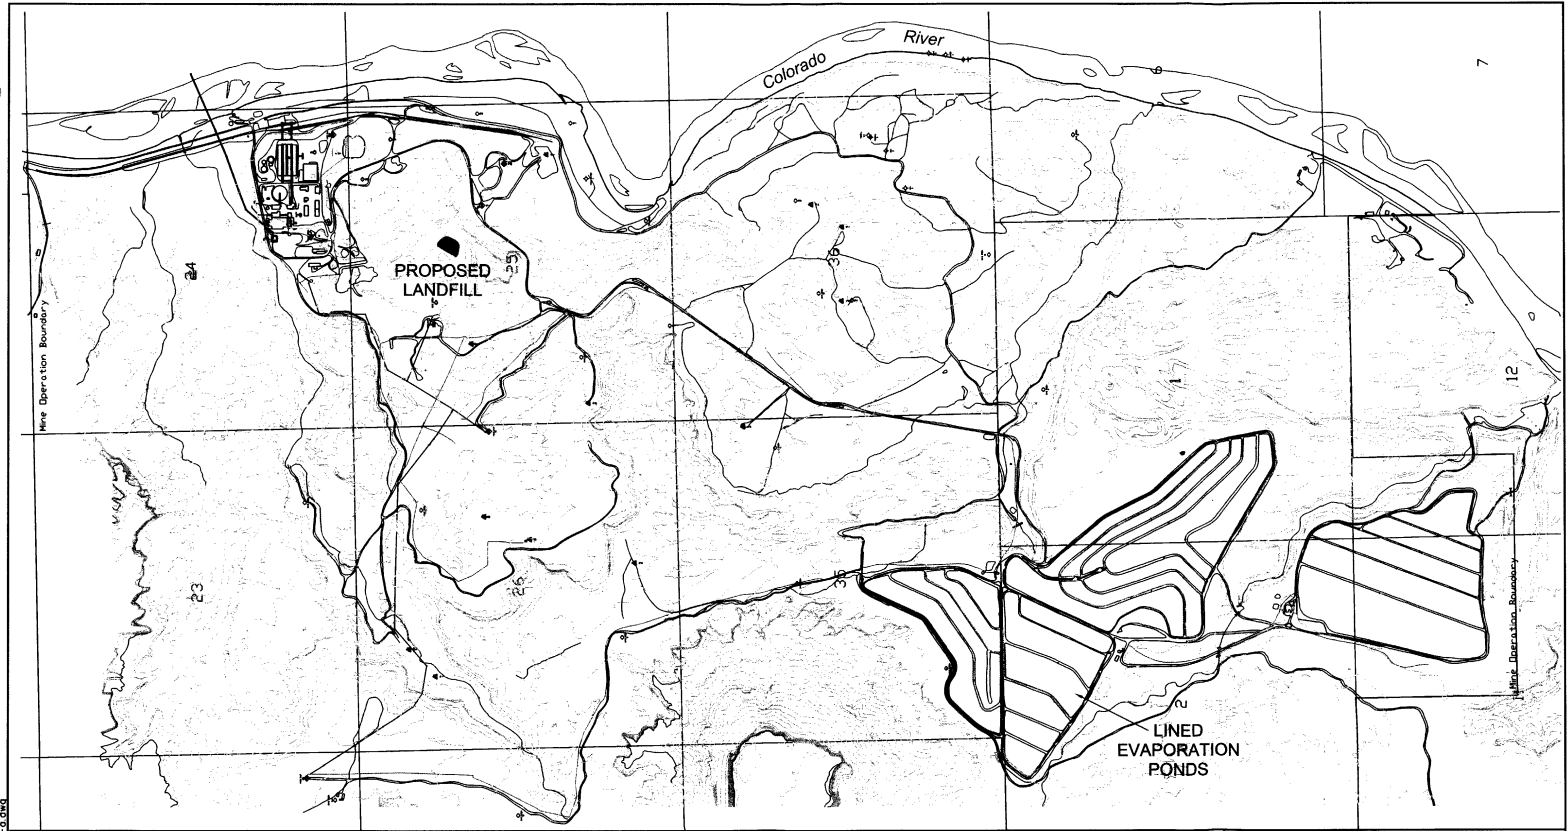 River
Colorado
6
7
24
25
36
PROPOSED
LANDFILL
Mine Operation Boundary
1
12
23
26
35
2
LINED
EVAPORATION
PONDS
Mine Operation Boundary